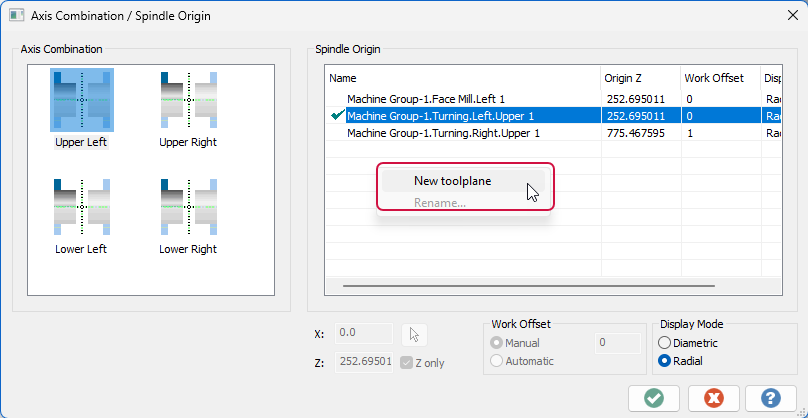 Axis Combination / Spindle Origin
Axis Combination
Upper Left
Upper Right
Lower Left
Lower Right
Spindle Origin
Name Origin Z Work Offset Disp
Machine Group-1.Face Mill.Left 1 252.695011 0 Rad
Machine Group-1.Turning.Left.Upper 1 252.695011 0 Rad
Machine Group-1.Turning.Right.Upper 1 775.467595 1 Rad
New toolplane
Rename...
X: 0.0
Z: 252.69501 Z only
Work Offset
Manual 0
Automatic
Display Mode
Diametric
Radial